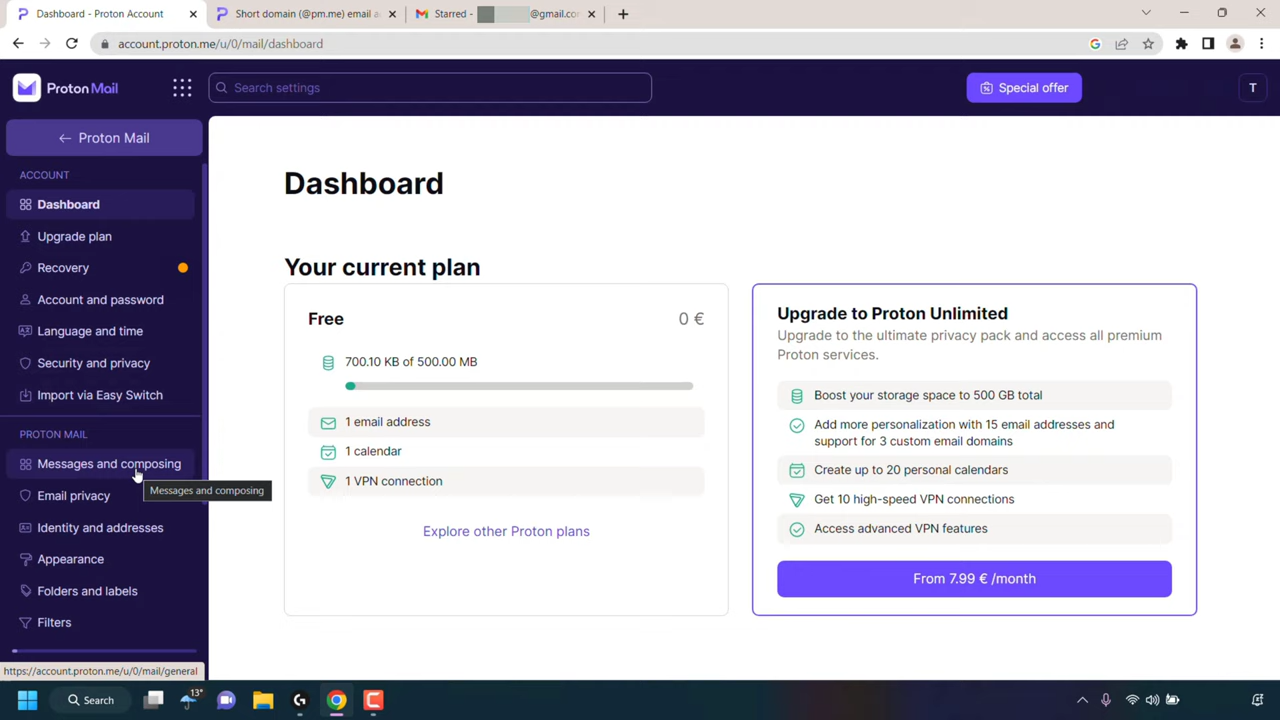 Dashboard - Proton Account
Short domain (@pm.me) email a
Starred -
@gmail.com
account.proton.me/u/0/mail/dashboard
Proton Mail
Search settings
Special offer
T
← Proton Mail
ACCOUNT
Dashboard
Upgrade plan
Recovery
Account and password
Language and time
Security and privacy
Import via Easy Switch
PROTON MAIL
Messages and composing
Messages and composing
Email privacy
Identity and addresses
Appearance
Folders and labels
Filters
https://account.proton.me/u/0/mail/general
Dashboard
Your current plan
Free
0 €
700.10 KB of 500.00 MB
1 email address
1 calendar
1 VPN connection
Explore other Proton plans
Upgrade to Proton Unlimited
Upgrade to the ultimate privacy pack and access all premium
Proton services.
Boost your storage space to 500 GB total
Add more personalization with 15 email addresses and
support for 3 custom email domains
Create up to 20 personal calendars
Get 10 high-speed VPN connections
Access advanced VPN features
From 7.99 € /month
Search
13°